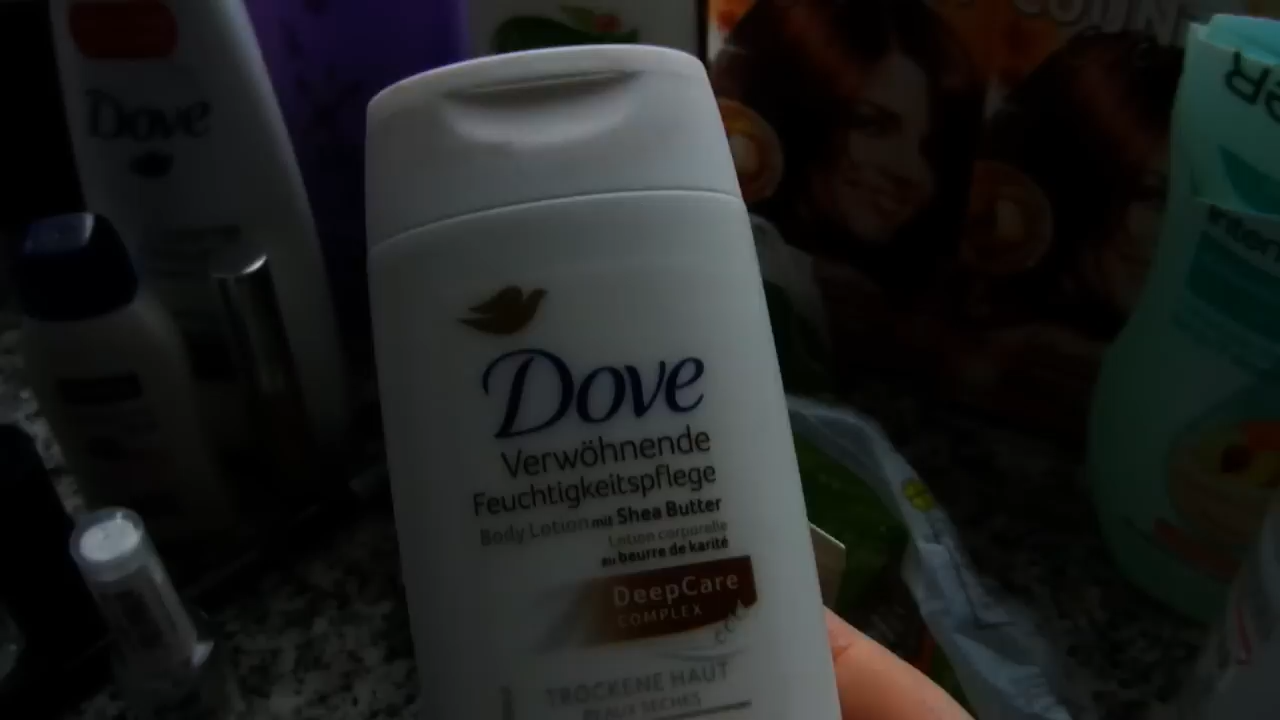 Dove
Dove
Verwöhnende
Feuchtigkeitspflege
Body Lotion mit Shea Butter
Lotion corporelle
au beurre de karité
DeepCare
COMPLEX
TROCKENE HAUT
PEAUX SÈCHES